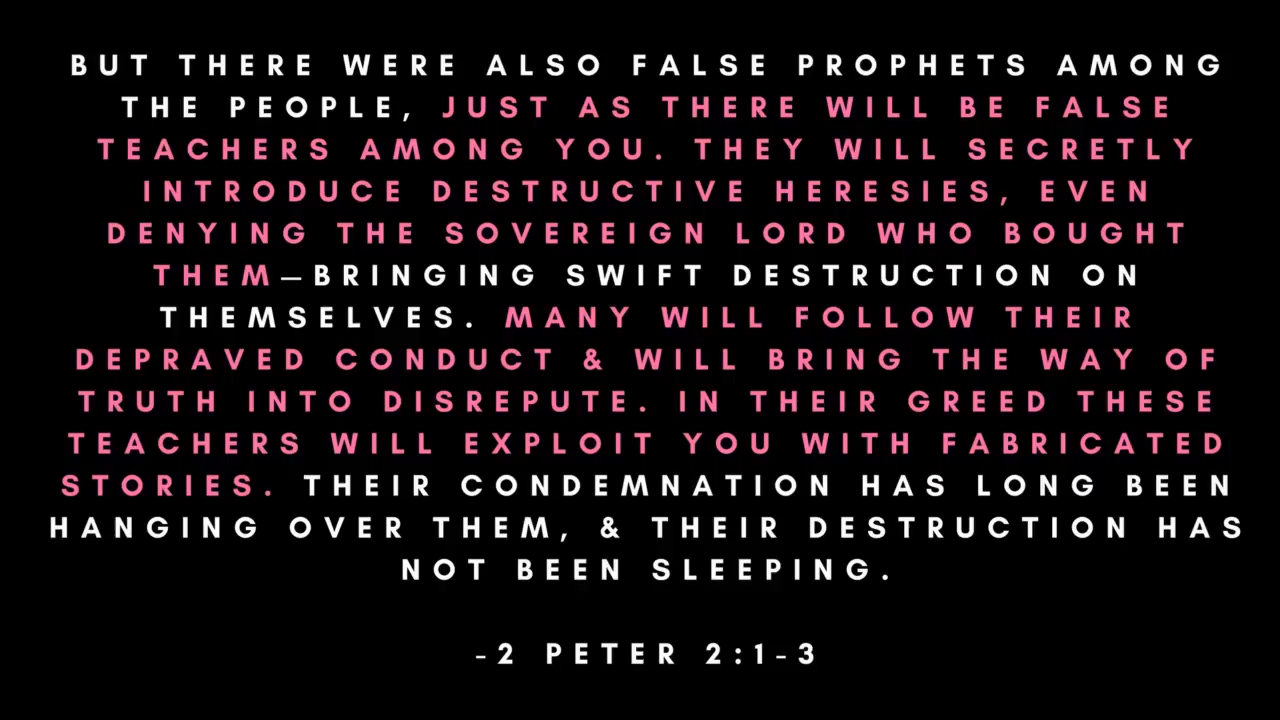 BUT THERE WERE ALSO FALSE PROPHETS AMONG
THE PEOPLE, JUST AS THERE WILL BE FALSE
TEACHERS AMONG YOU. THEY WILL SECRETLY
INTRODUCE DESTRUCTIVE HERESIES, EVEN
DENYING THE SOVEREIGN LORD WHO BOUGHT
THEM—BRINGING SWIFT DESTRUCTION ON
THEMSELVES. MANY WILL FOLLOW THEIR
DEPRAVED CONDUCT & WILL BRING THE WAY OF
TRUTH INTO DISREPUTE. IN THEIR GREED THESE
TEACHERS WILL EXPLOIT YOU WITH FABRICATED
STORIES. THEIR CONDEMNATION HAS LONG BEEN
HANGING OVER THEM, & THEIR DESTRUCTION HAS
NOT BEEN SLEEPING.
-2 PETER 2:1-3